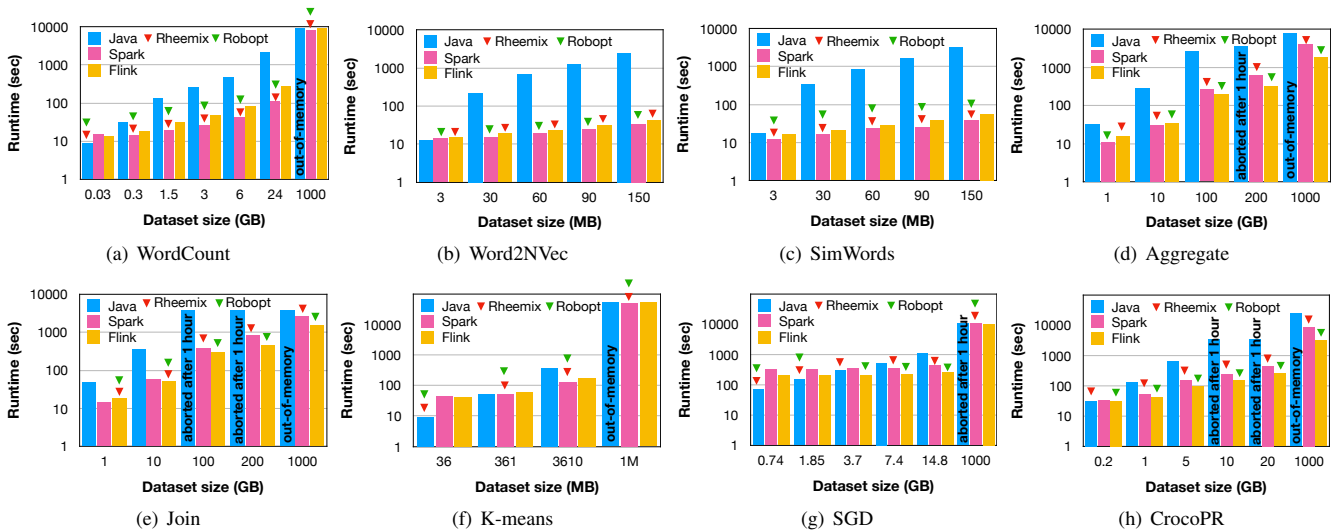 Java Rheemix Robopt
Spark
Flink
Runtime (sec)
10000
1000
100
10
1
out-of-memory
0.03 0.3 1.5 3 6 24 1000
Dataset size (GB)
(a) WordCount
Java Rheemix Robopt
Spark
Flink
Runtime (sec)
10000
1000
100
10
1
3 30 60 90 150
Dataset size (MB)
(b) Word2NVec
Java Rheemix Robopt
Spark
Flink
Runtime (sec)
10000
1000
100
10
1
3 30 60 90 150
Dataset size (MB)
(c) SimWords
Java Rheemix Robopt
Spark
Flink
Runtime (sec)
10000
1000
100
10
1
aborted after 1 hour
out-of-memory
1 10 100 200 1000
Dataset size (GB)
(d) Aggregate
Java Rheemix Robopt
Spark
Flink
Runtime (sec)
10000
1000
100
10
1
aborted after 1 hour
aborted after 1 hour
out-of-memory
1 10 100 200 1000
Dataset size (GB)
(e) Join
Java Rheemix Robopt
Spark
Flink
Runtime (sec)
10000
1000
100
10
1
out-of-memory
36 361 3610 1M
Dataset size (MB)
(f) K-means
Java Rheemix Robopt
Spark
Flink
Runtime (sec)
10000
1000
100
10
1
aborted after 1 hour
0.74 1.85 3.7 7.4 14.8 1000
Dataset size (GB)
(g) SGD
Java Rheemix Robopt
Spark
Flink
Runtime (sec)
10000
1000
100
10
1
aborted after 1 hour
aborted after 1 hour
out-of-memory
0.2 1 5 10 20 1000
Dataset size (GB)
(h) CrocoPR